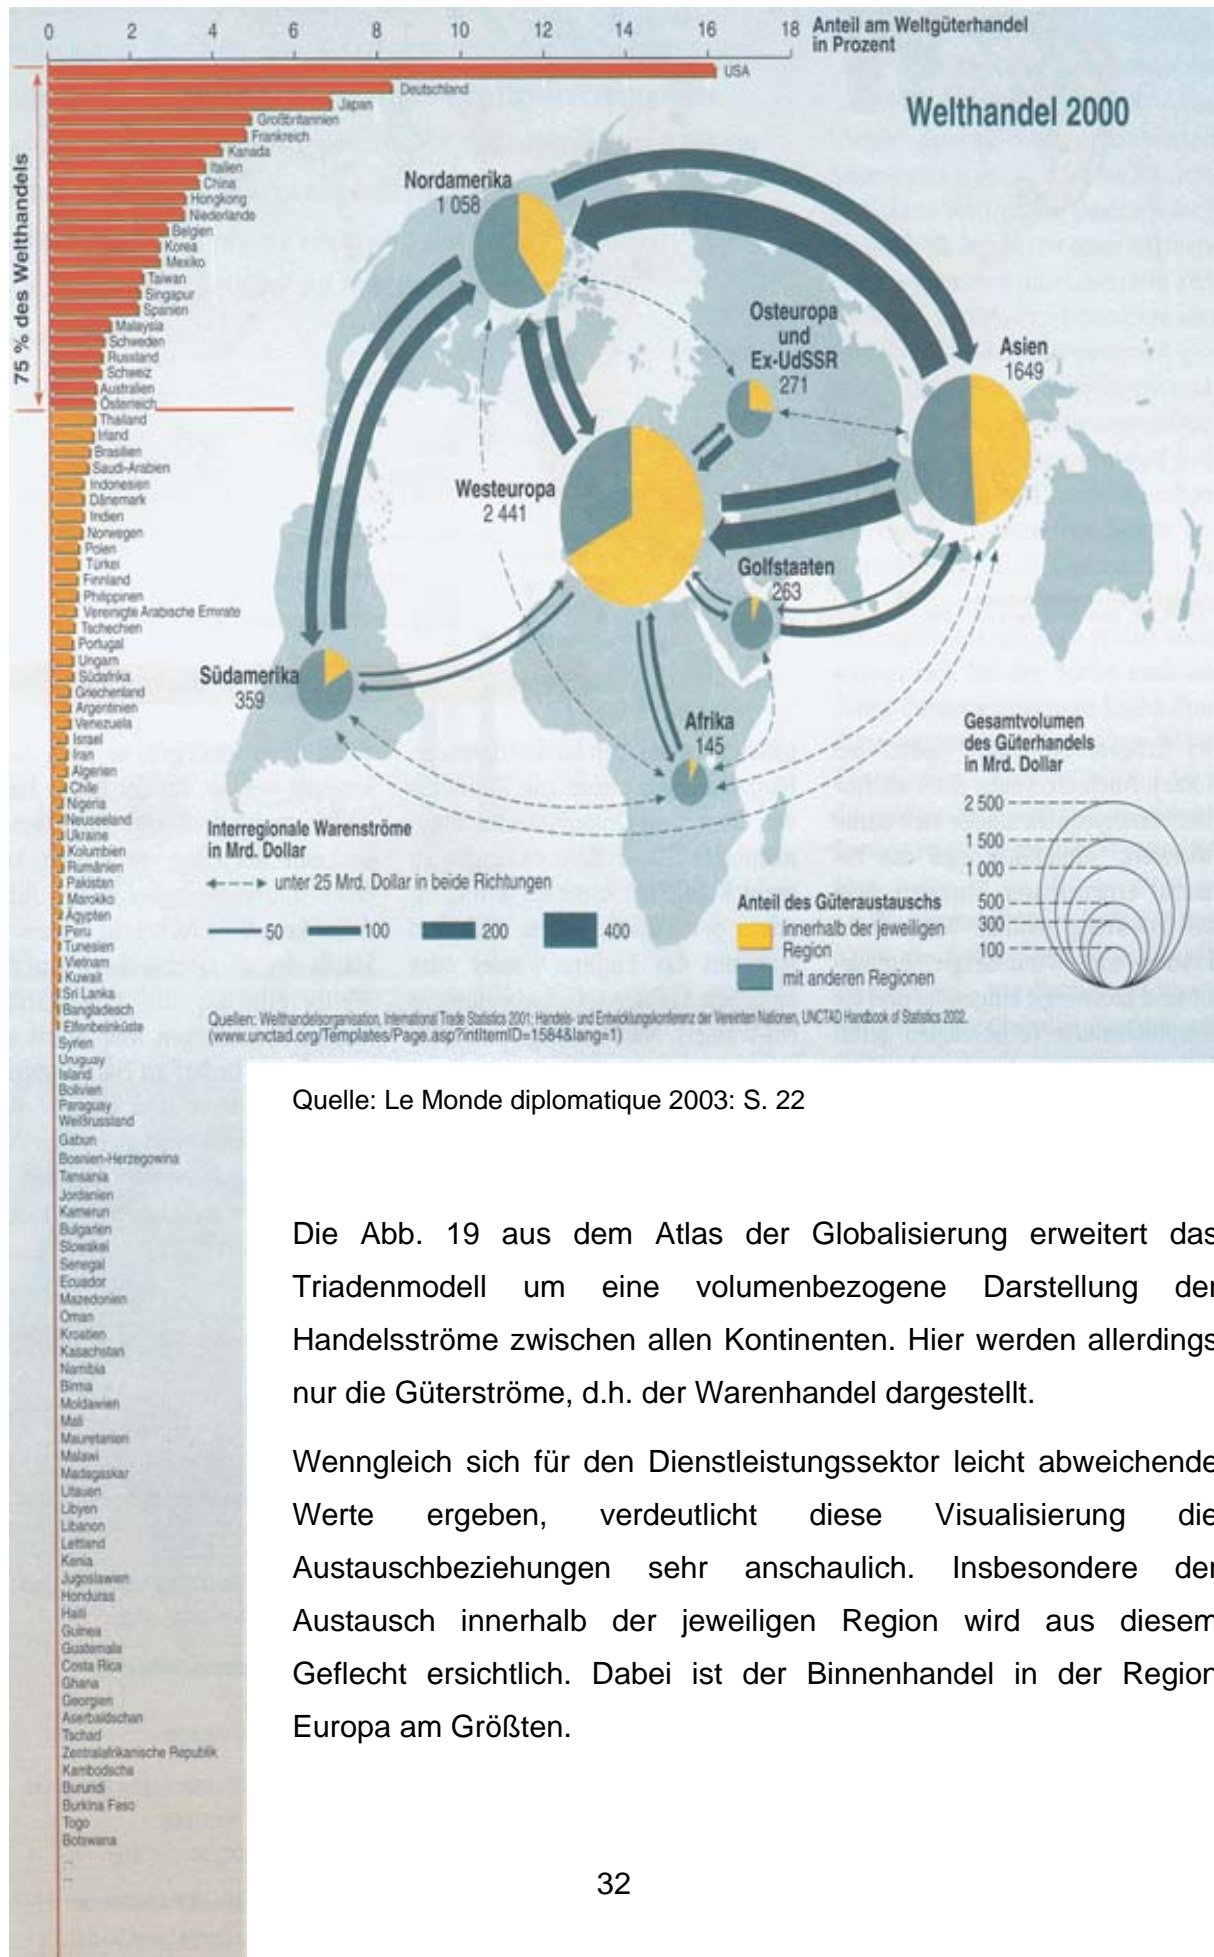 0 2 4 6 8 10 12 14 16 18
Anteil am Weltgüterhandel
in Prozent
Welthandel 2000
75 % des Welthandels
USA
Deutschland
Japan
Großbritannien
Frankreich
Kanada
Italien
China
Hongkong
Niederlande
Belgien
Korea
Mexiko
Taiwan
Singapur
Spanien
Malaysia
Schweden
Russland
Schweiz
Australien
Österreich
Thailand
Irland
Brasilien
Saudi-Arabien
Indonesien
Dänemark
Indien
Norwegen
Polen
Türkei
Finnland
Philippinen
Vereinigte Arabische Emirate
Tschechien
Portugal
Ungarn
Südafrika
Griechenland
Argentinien
Venezuela
Israel
Iran
Algerien
Chile
Nigeria
Neuseeland
Ukraine
Kolumbien
Rumänien
Pakistan
Marokko
Ägypten
Peru
Tunesien
Vietnam
Kuwait
Sri Lanka
Bangladesch
Elfenbeinküste
Syrien
Uruguay
Island
Bolivien
Paraguay
Weißrussland
Gabun
Bosnien-Herzegowina
Tansania
Jordanien
Kamerun
Bulgarien
Slowakei
Senegal
Ecuador
Mazedonien
Oman
Kroatien
Kasachstan
Namibia
Birma
Moldawien
Mali
Mauretanien
Malawi
Madagaskar
Litauen
Libyen
Libanon
Lettland
Kenia
Jugoslawien
Honduras
Haiti
Guinea
Guatemala
Costa Rica
Ghana
Georgien
Aserbaidschan
Tschad
Zentralafrikanische Republik
Kambodscha
Burundi
Burkina Faso
Togo
Botswana
...
...
Nordamerika
1 058
Osteuropa
und
Ex-UdSSR
271
Asien
1649
Westeuropa
2 441
Golfstaaten
263
Südamerika
359
Afrika
145
Interregionale Warenströme
in Mrd. Dollar
unter 25 Mrd. Dollar in beide Richtungen
50 100 200 400
Gesamtvolumen
des Güterhandels
in Mrd. Dollar
2 500
1 500
1 000
500
300
100
Anteil des Güteraustauschs
innerhalb der jeweiligen
Region
mit anderen Regionen
Quellen: Welthandelsorganisation, International Trade Statistics 2001; Handels- und Entwicklungskonferenz der Vereinten Nationen, UNCTAD Handbook of Statistics 2002.
(www.unctad.org/Templates/Page.asp?intItemID=1584&lang=1)
Quelle: Le Monde diplomatique 2003: S. 22
Die Abb. 19 aus dem Atlas der Globalisierung erweitert das
Triadenmodell um eine volumenbezogene Darstellung der
Handelsströme zwischen allen Kontinenten. Hier werden allerdings
nur die Güterströme, d.h. der Warenhandel dargestellt.
Wenngleich sich für den Dienstleistungssektor leicht abweichende
Werte ergeben, verdeutlicht diese Visualisierung die
Austauschbeziehungen sehr anschaulich. Insbesondere der
Austausch innerhalb der jeweiligen Region wird aus diesem
Geflecht ersichtlich. Dabei ist der Binnenhandel in der Region
Europa am Größten.
32